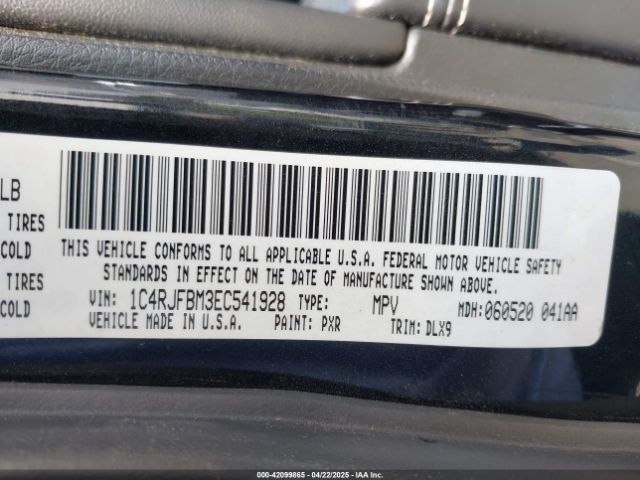 LB
TIRES
COLD
TIRES
COLD
THIS VEHICLE CONFORMS TO ALL APPLICABLE U.S.A. FEDERAL MOTOR VEHICLE SAFETY
STANDARDS IN EFFECT ON THE DATE OF MANUFACTURE SHOWN ABOVE.
VIN: 1C4RJFBM3EC541928 TYPE: MPV MDH:060520 041AA
VEHICLE MADE IN U.S.A. PAINT: PXR TRIM: DLX9
000-42099865 - 04/22/2025 - IAA Inc.